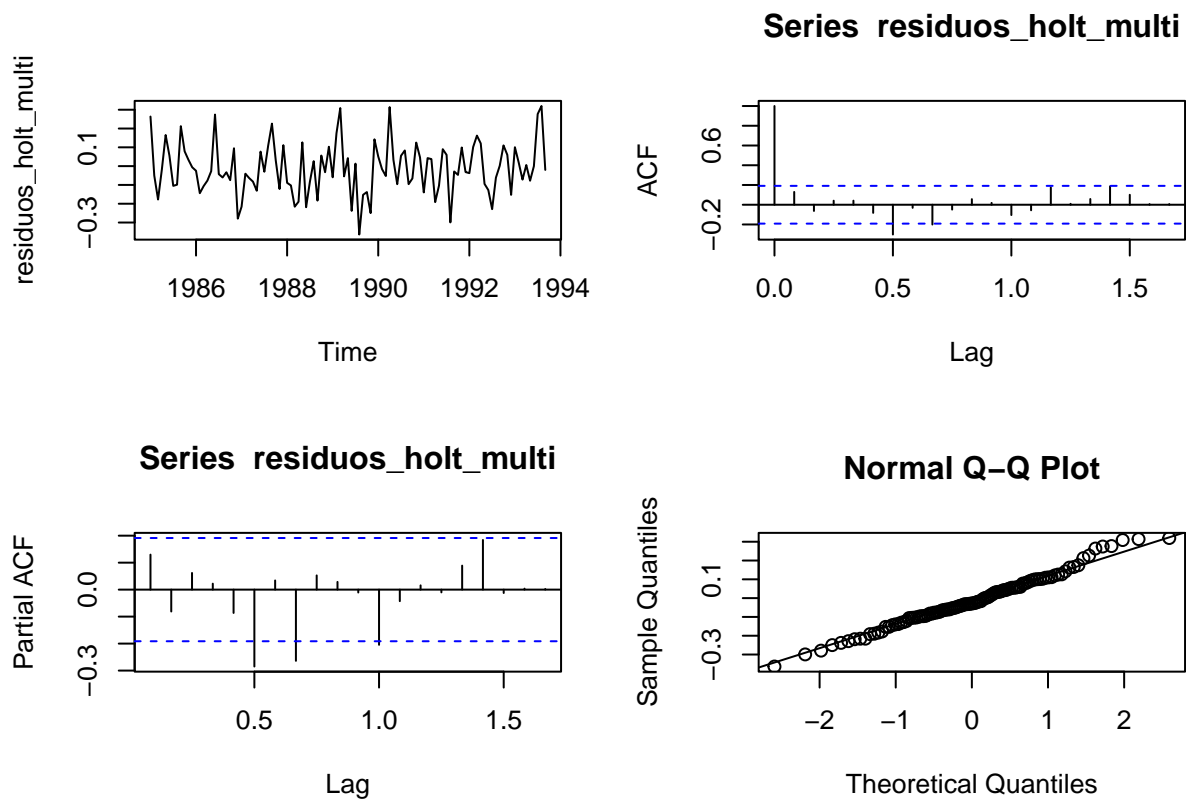 residuos_holt_multi
0.1
−0.3
1986 1988 1990 1992 1994
Time
Series residuos_holt_multi
ACF
0.6
−0.2
0.0 0.5 1.0 1.5
Lag
Series residuos_holt_multi
Partial ACF
0.0
−0.3
0.5 1.0 1.5
Lag
Normal Q−Q Plot
Sample Quantiles
0.1
−0.3
−2 −1 0 1 2
Theoretical Quantiles